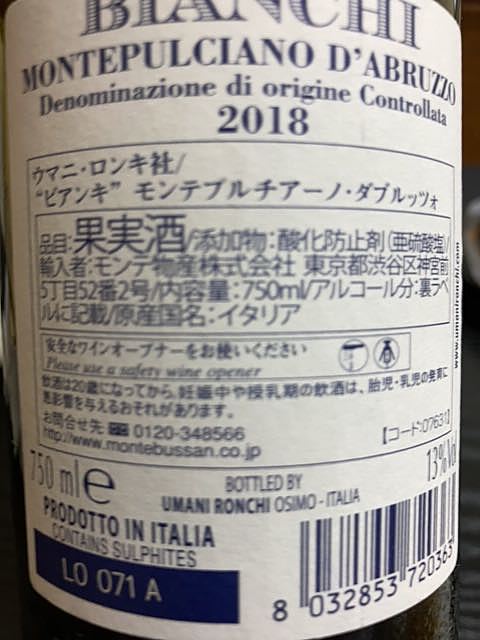 BIANCHI
MONTEPULCIANO D'ABRUZZO
Denominazione di origine Controllata
2018
ウマニ・ロンキ社/
"ビアンキ" モンテプルチアーノ・ダブルッツォ
品目:果実酒/添加物:酸化防止剤(亜硫酸塩)/
輸入者:モンテ物産株式会社 東京都渋谷区神宮前
5丁目52番2号/内容量:750ml/アルコール分:裏ラベ
ルに記載/原産国名:イタリア
安全なワインオープナーをお使いください
Please use a safety wine opener
飲酒は20歳になってから。妊娠中や授乳期の飲酒は、胎児・乳児の発育に
悪影響を与えるおそれがあります。
お問合せ先 0120-348566
http://www.montebussan.co.jp
【コード:07631】
www.umanironchi.com
750 ml e
13%Vol
BOTTLED BY
UMANI RONCHI OSIMO - ITALIA
PRODOTTO IN ITALIA
CONTAINS SULPHITES
LO 071 A
8 032853 720363